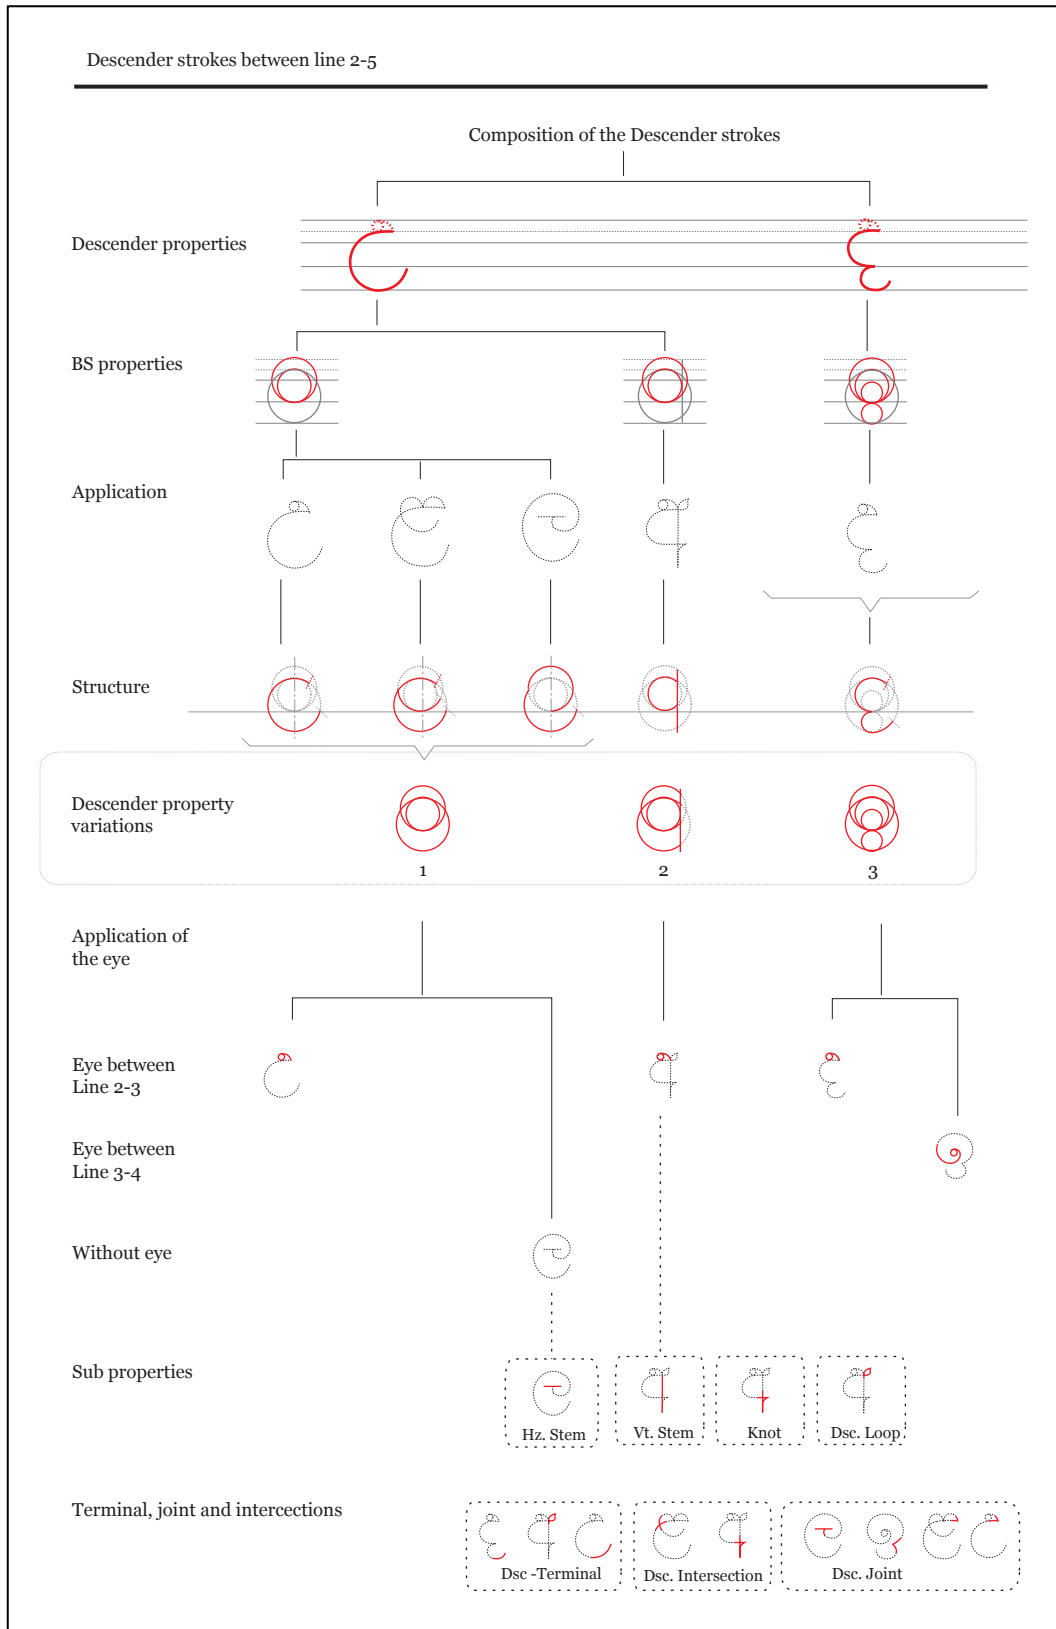 Descender strokes between line 2-5
Composition of the Descender strokes
Descender properties
BS properties
Application
Structure
Descender property
variations
1
2
3
Application of
the eye
Eye between
Line 2-3
Eye between
Line 3-4
Without eye
Sub properties
Hz. Stem
Vt. Stem
Knot
Dsc. Loop
Terminal, joint and intercections
Dsc -Terminal
Dsc. Intersection
Dsc. Joint